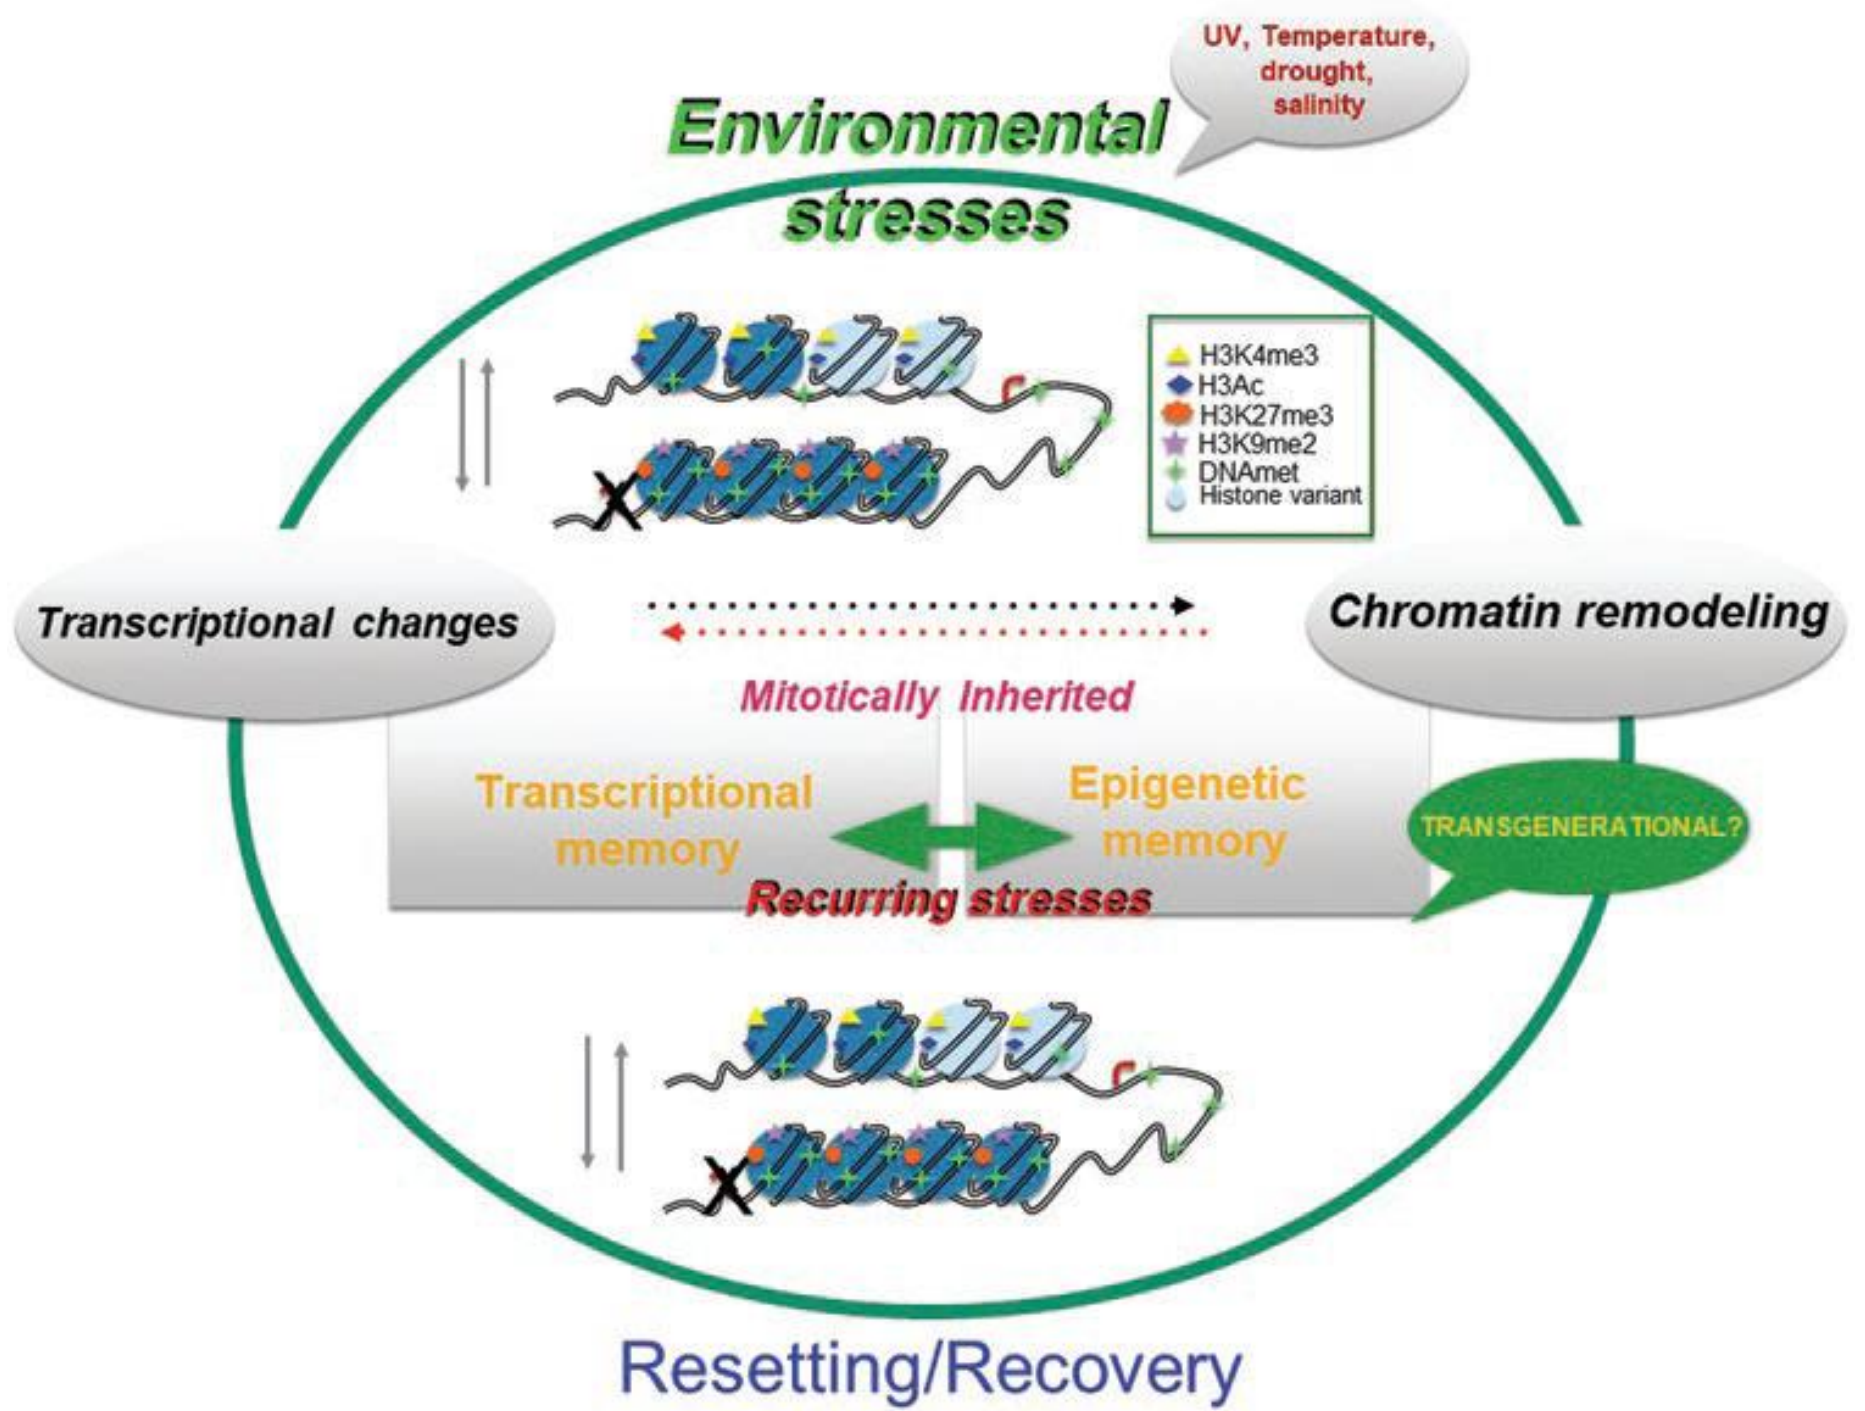 UV, Temperature,
drought,
salinity
Environmental
stresses
H3K4me3
H3Ac
H3K27me3
H3K9me2
DNAmet
Histone variant
X
Transcriptional changes
Chromatin remodeling
Mitotically Inherited
Transcriptional
memory
Epigenetic
memory
TRANSGENERATIONAL?
Recurring stresses
X
Resetting/Recovery